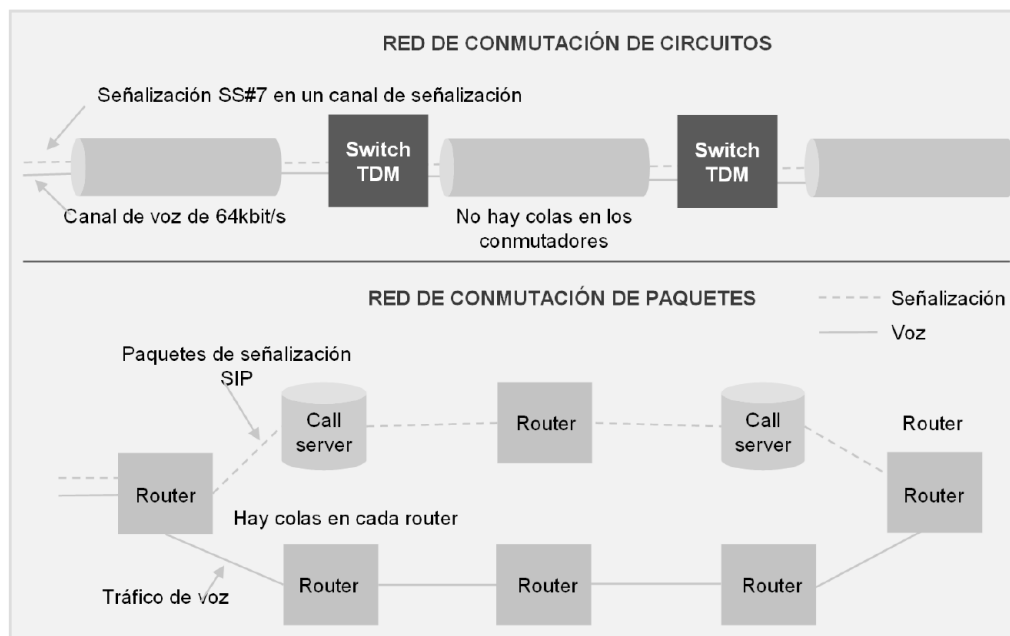 RED DE CONMUTACIÓN DE CIRCUITOS
Señalización SS#7 en un canal de señalización
Switch
TDM
Switch
TDM
Canal de voz de 64kbit/s
No hay colas en los
conmutadores
RED DE CONMUTACIÓN DE PAQUETES
Señalización
Voz
Paquetes de señalización
SIP
Call
server
Router
Call
server
Router
Router
Router
Hay colas en cada router
Router
Router
Router
Tráfico de voz